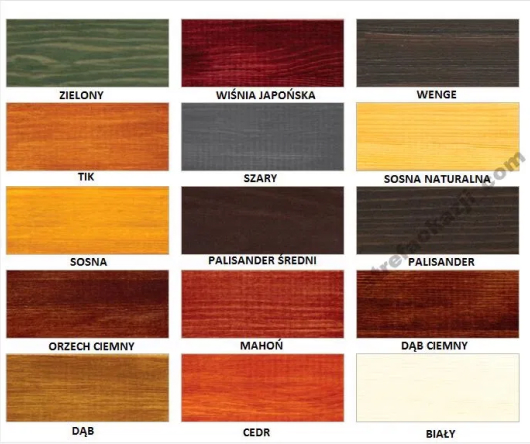 ZIELONY
WIŚNIA JAPOŃSKA
WENGE
TIK
SZARY
SOSNA NATURALNA
SOSNA
PALISANDER ŚREDNI
PALISANDER
ORZECH CIEMNY
MAHOŃ
DĄB CIEMNY
DĄB
CEDR
BIAŁY
trefaokazji.com